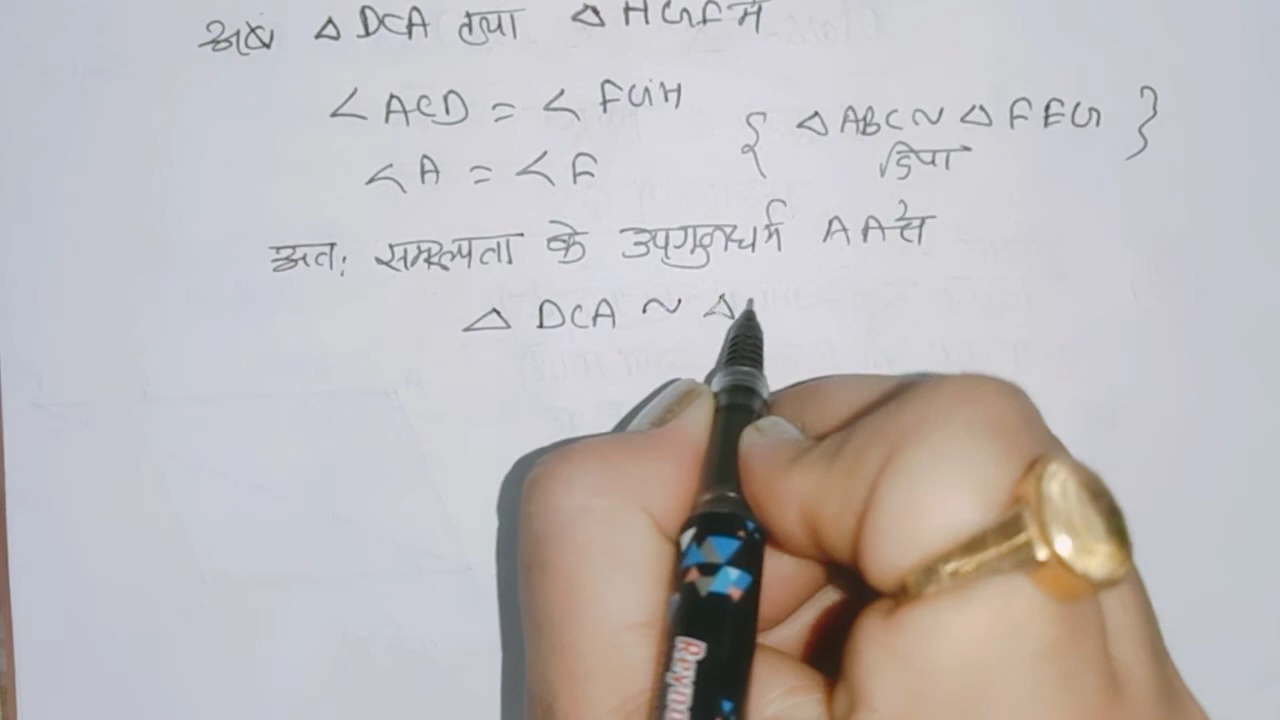 अब △ DCA तथा △ HGF में
< ACD = < FGH
{ △ ABC ~ △ FEG }
< A = < F
दिया
अतः समरूपता के उपगुणधर्म AA से
△ DCA ~ △